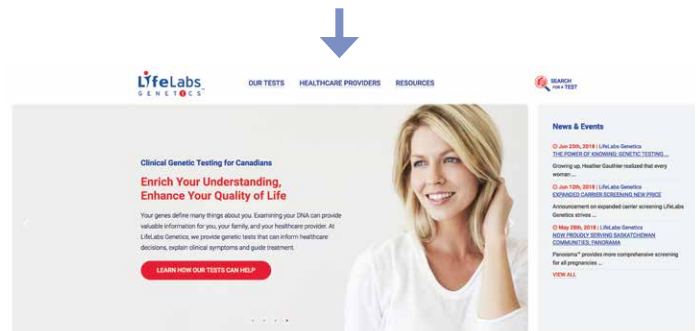 LifeLabs
GENETICS
OUR TESTS HEALTHCARE PROVIDERS RESOURCES
SEARCH
FOR A TEST
Clinical Genetic Testing for Canadians
Enrich Your Understanding,
Enhance Your Quality of Life
Your genes define many things about you. Examining your DNA can provide
valuable information for you, your family, and your healthcare provider. At
LifeLabs Genetics, we provide genetic tests that can inform healthcare
decisions, explain clinical symptoms and guide treatment.
LEARN HOW OUR TESTS CAN HELP
News & Events
Jun 25th, 2018 | LifeLabs Genetics
THE POWER OF KNOWING: GENETIC TESTING ...
Growing up, Heather Gauthier realized that every
woman ...
Jun 10th, 2018 | LifeLabs Genetics
EXPANDED CARRIER SCREENING NEW PRICE
Announcement on expanded carrier screening LifeLabs
Genetics strives ...
May 28th, 2018 | LifeLabs Genetics
NOW PROUDLY SERVING SASKATCHEWAN
COMMUNITIES: PANORAMA
Panorama™ provides more comprehensive screening
for all pregnancies ...
VIEW ALL